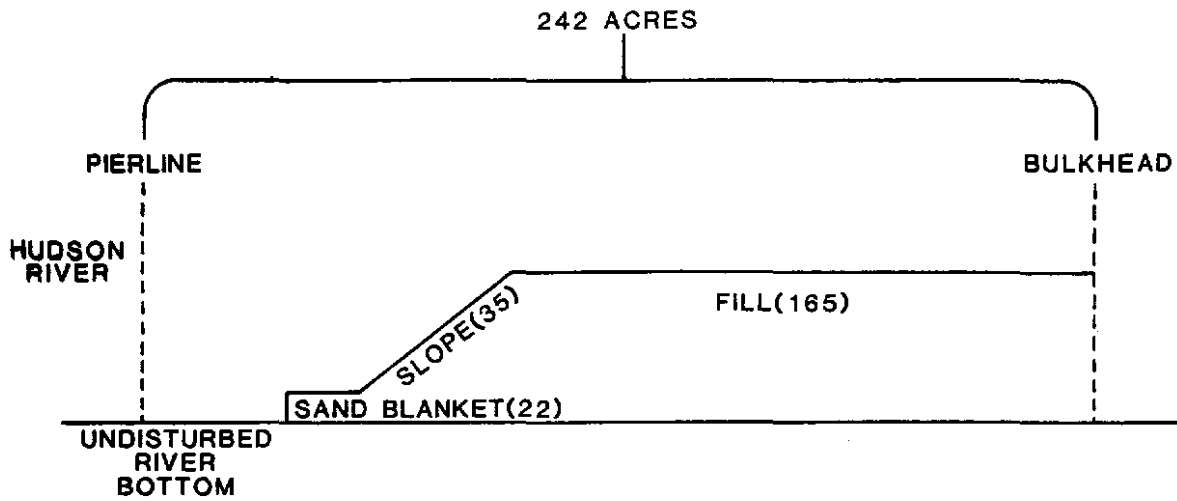 242 ACRES
PIERLINE
BULKHEAD
HUDSON
RIVER
SLOPE(35)
FILL(165)
SAND BLANKET(22)
UNDISTURBED
RIVER
BOTTOM